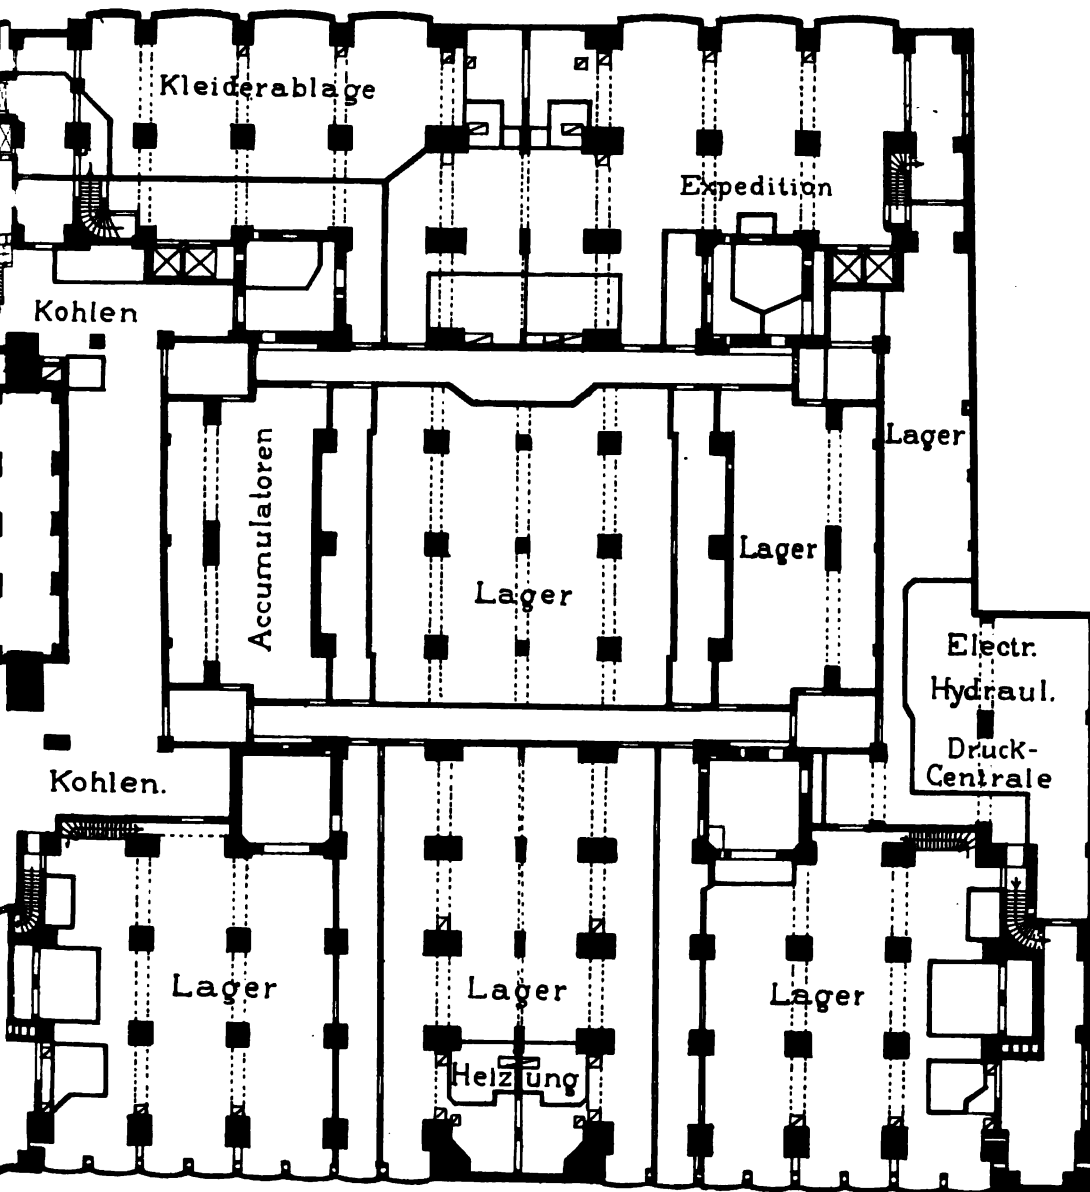 Kleiderablage
Expedition
Kohlen
Lager
Accumulatoren
Lager
Lager
Electr.
Hydraul.
Druck-
Centrale
Kohlen.
Lager
Lager
Lager
Heizung